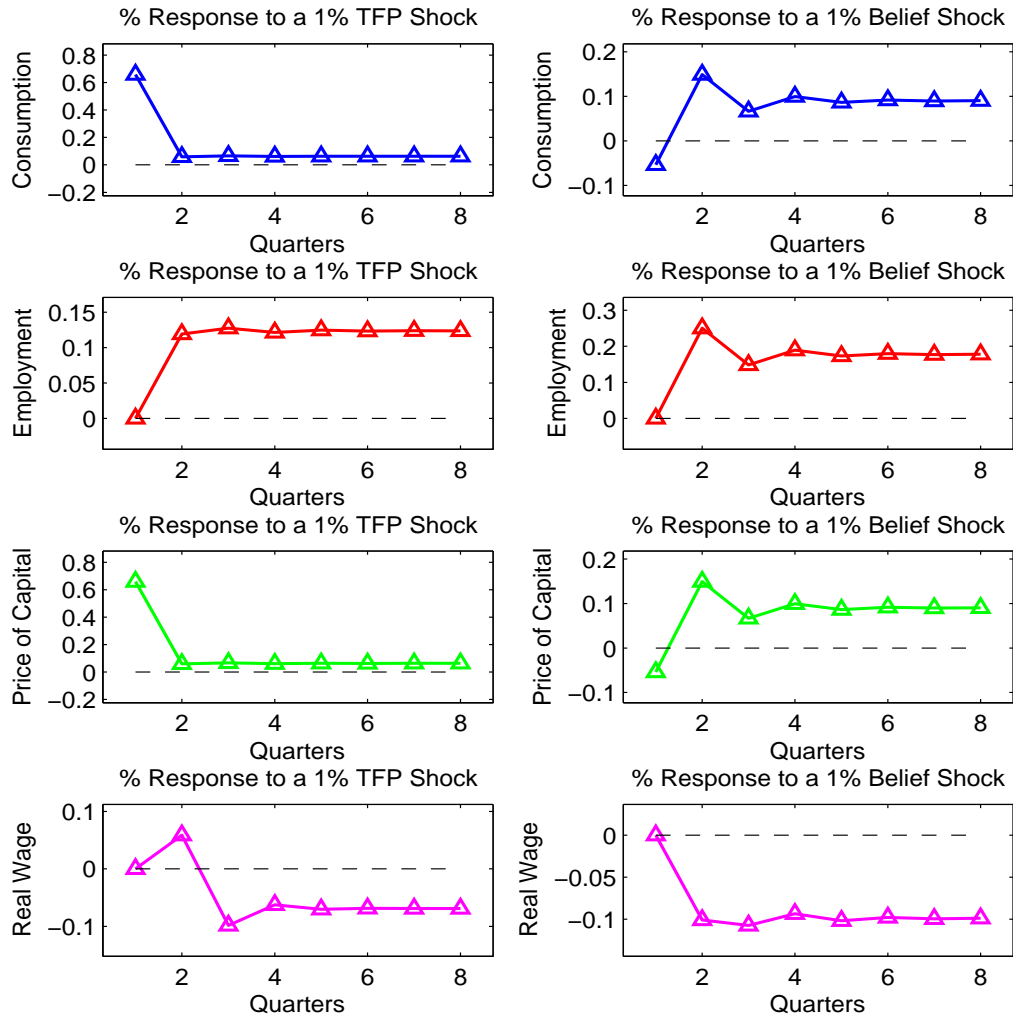 % Response to a 1% TFP Shock
0.8
0.6
0.4
0.2
0
−0.2
Consumption
2 4 6 8
Quarters
% Response to a 1% Belief Shock
0.2
0.1
0
−0.1
Consumption
2 4 6 8
Quarters
% Response to a 1% TFP Shock
0.15
0.1
0.05
0
Employment
2 4 6 8
Quarters
% Response to a 1% Belief Shock
0.3
0.2
0.1
0
Employment
2 4 6 8
Quarters
% Response to a 1% TFP Shock
0.8
0.6
0.4
0.2
0
−0.2
Price of Capital
2 4 6 8
Quarters
% Response to a 1% Belief Shock
0.2
0.1
0
−0.1
Price of Capital
2 4 6 8
Quarters
% Response to a 1% TFP Shock
0.1
0
−0.1
Real Wage
2 4 6 8
Quarters
% Response to a 1% Belief Shock
0
−0.05
−0.1
Real Wage
2 4 6 8
Quarters